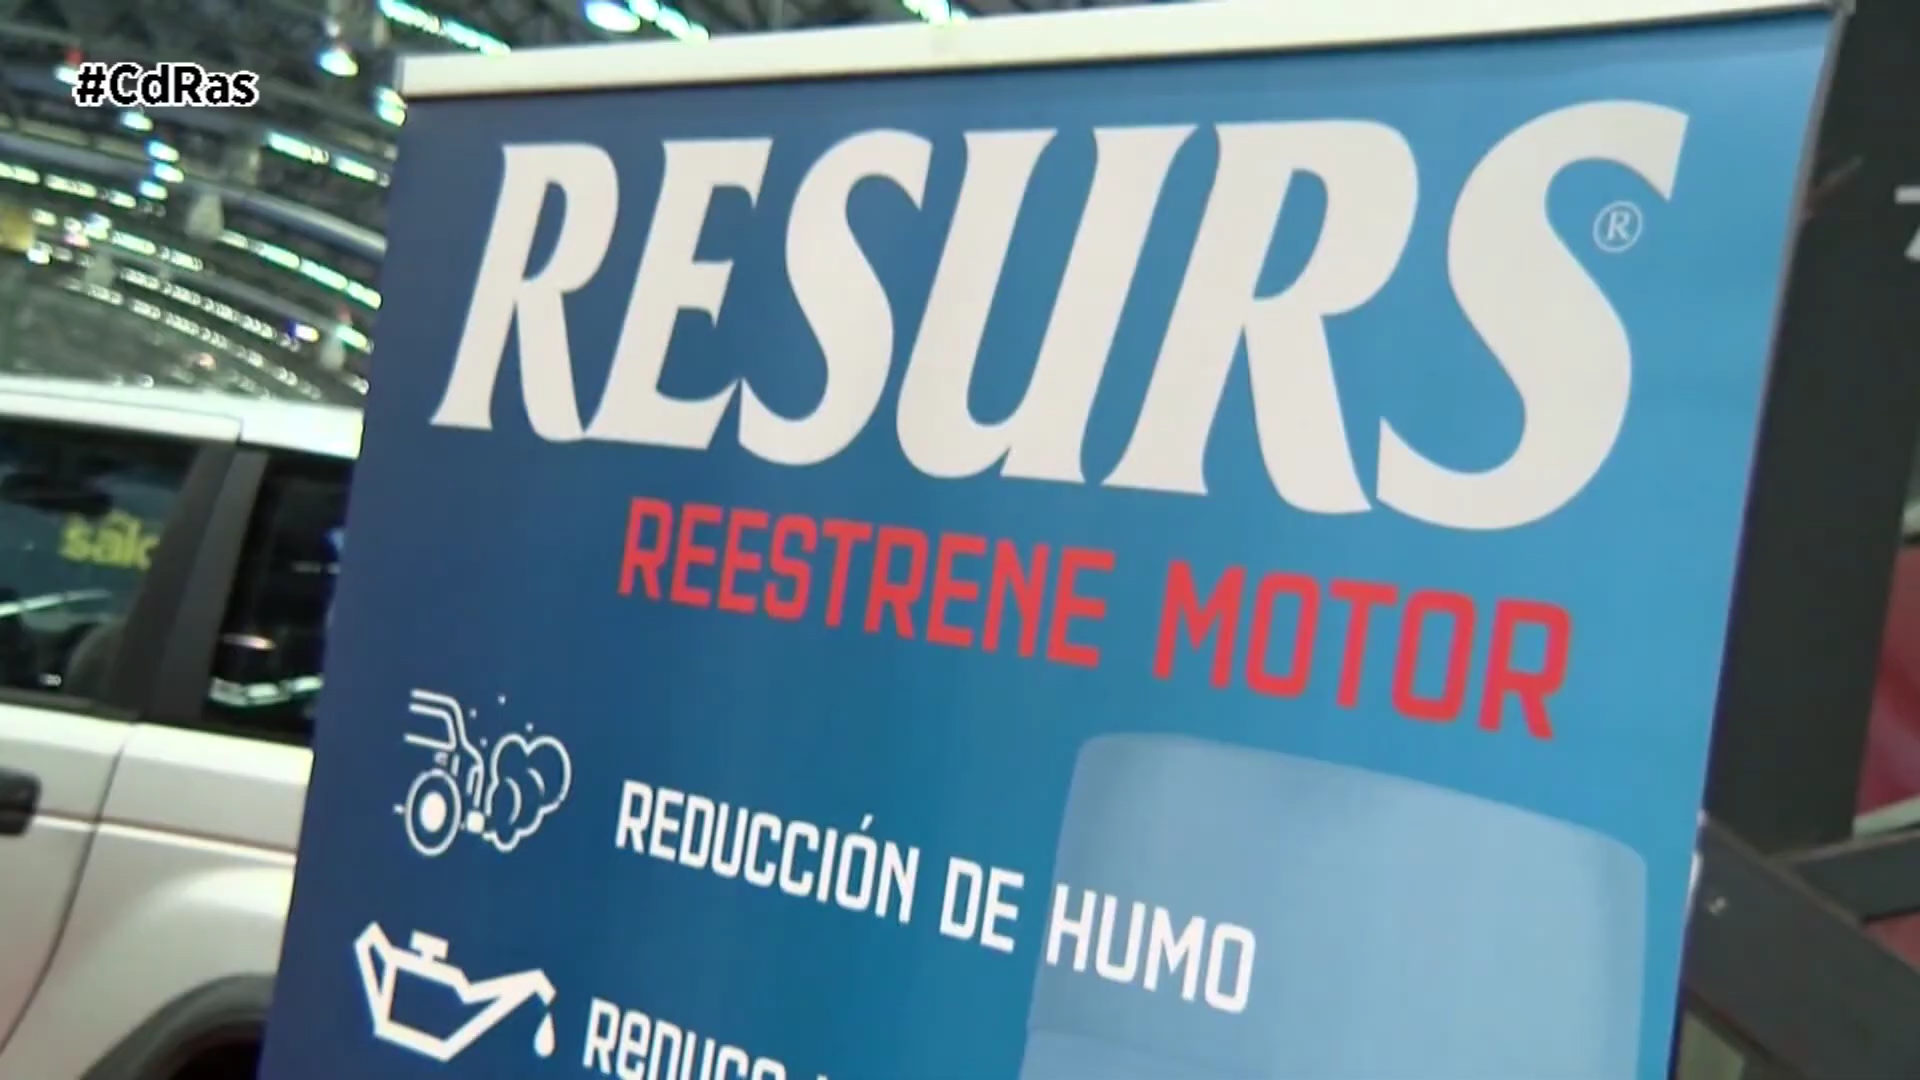 #CdRas
RESURS
®
REESTRENE MOTOR
REDUCCIÓN DE HUMO